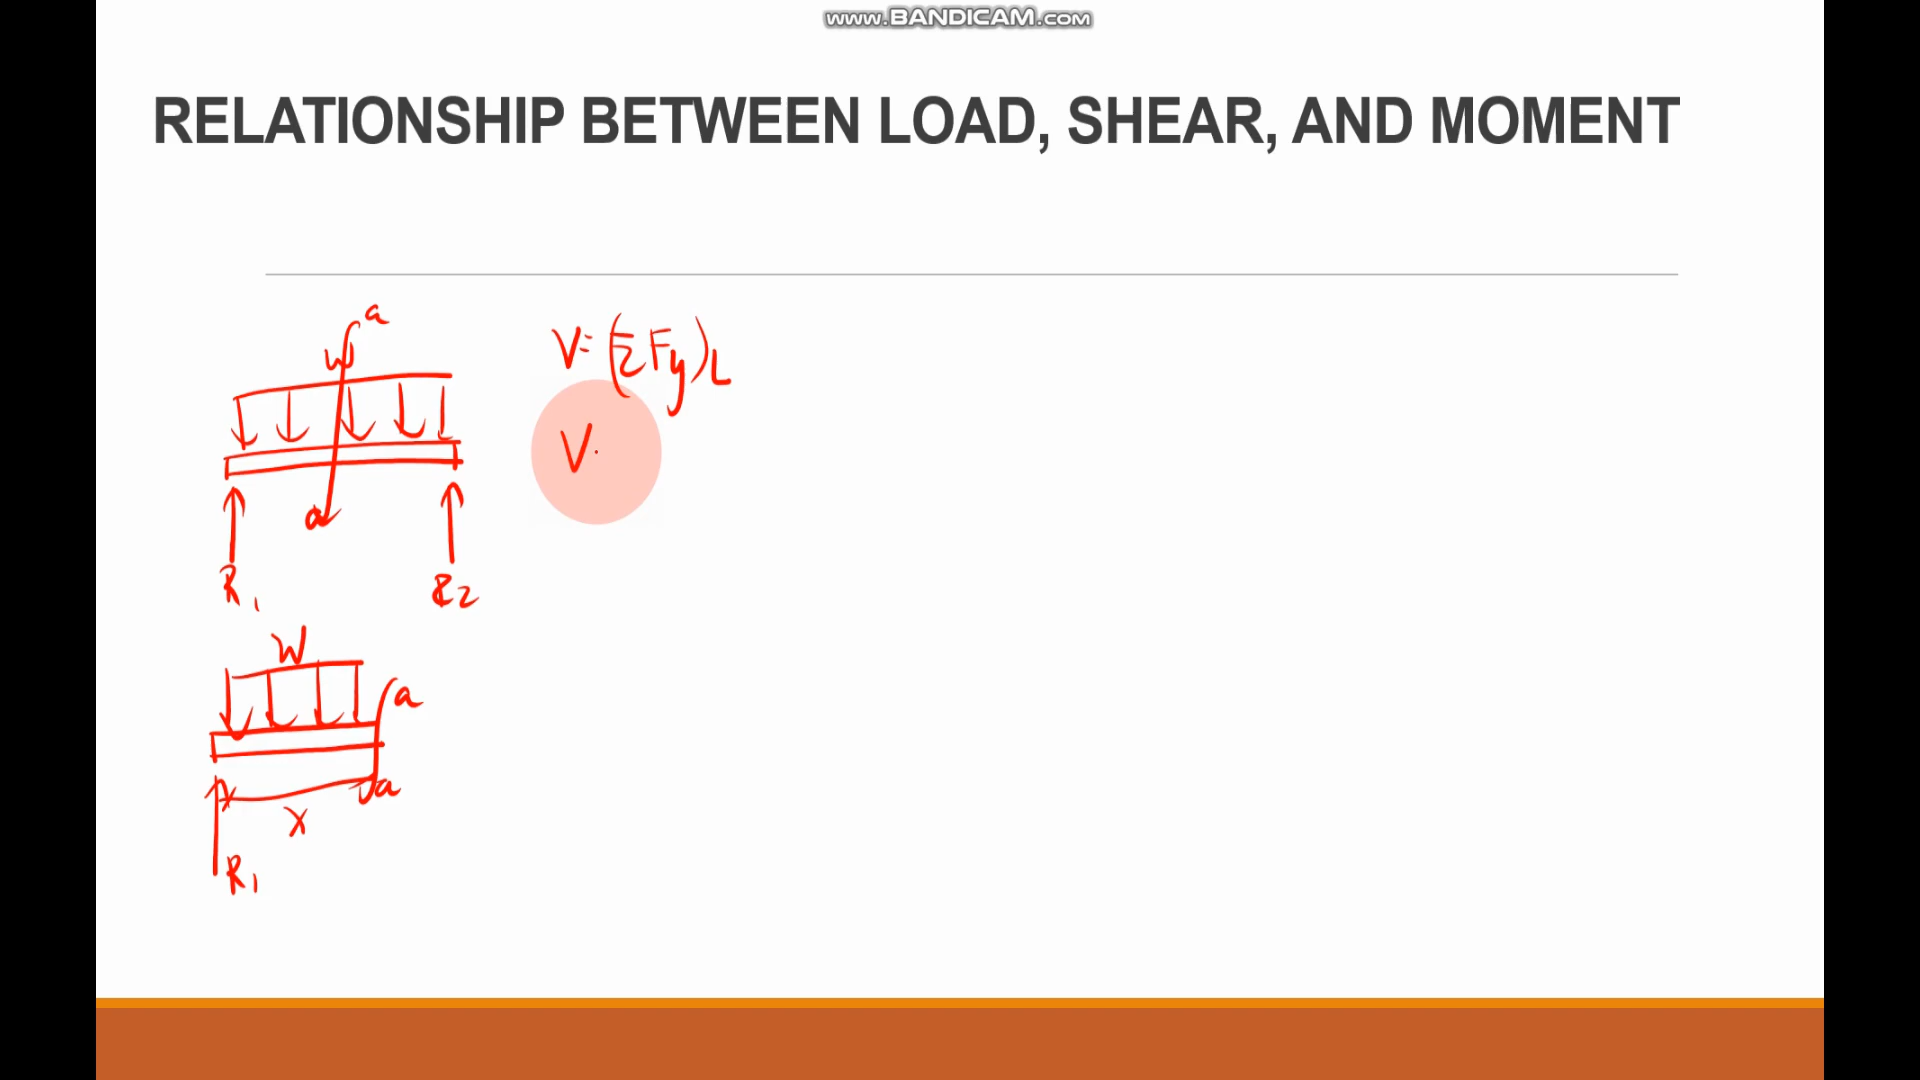 www.BANDICAM.com
RELATIONSHIP BETWEEN LOAD, SHEAR, AND MOMENT
a
W
V=(ΣFy)L
V
a
R1
R2
W
a
a
x
R1